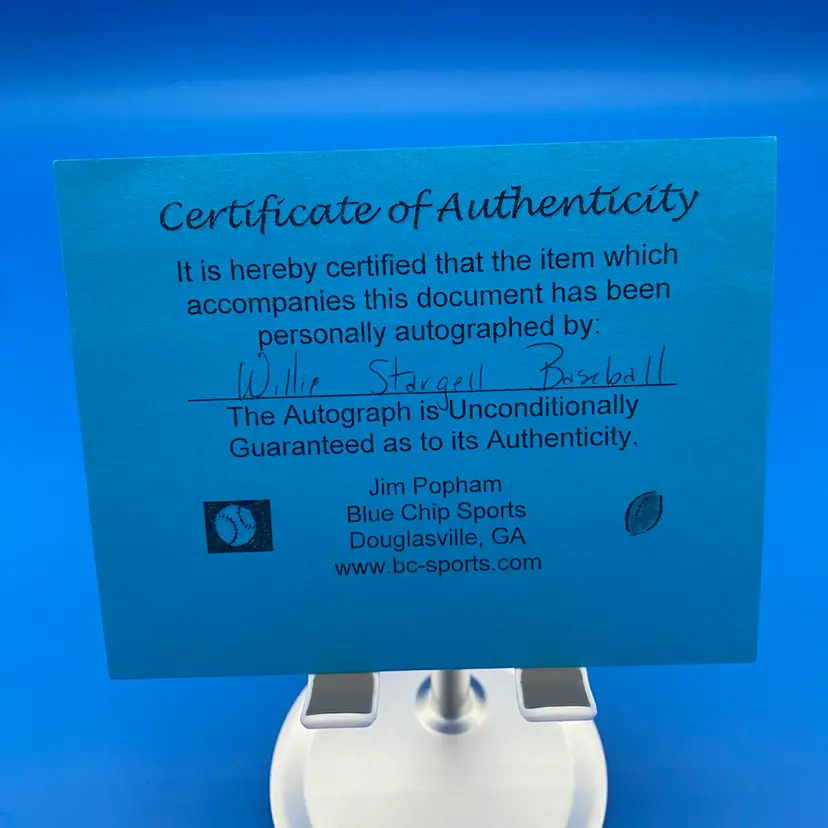 Certificate of Authenticity
It is hereby certified that the item which
accompanies this document has been
personally autographed by:
Willie Stargell Baseball
The Autograph is Unconditionally
Guaranteed as to its Authenticity.
Jim Popham
Blue Chip Sports
Douglasville, GA
www.bc-sports.com